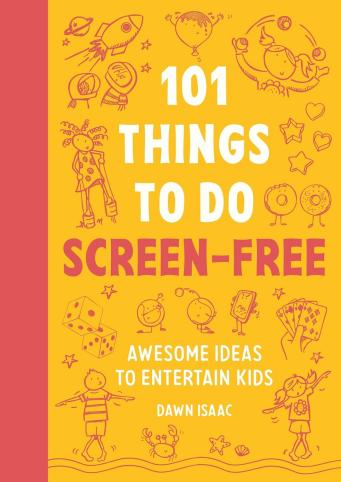 101
THINGS
TO DO
SCREEN-FREE
AWESOME IDEAS
TO ENTERTAIN KIDS
DAWN ISAAC